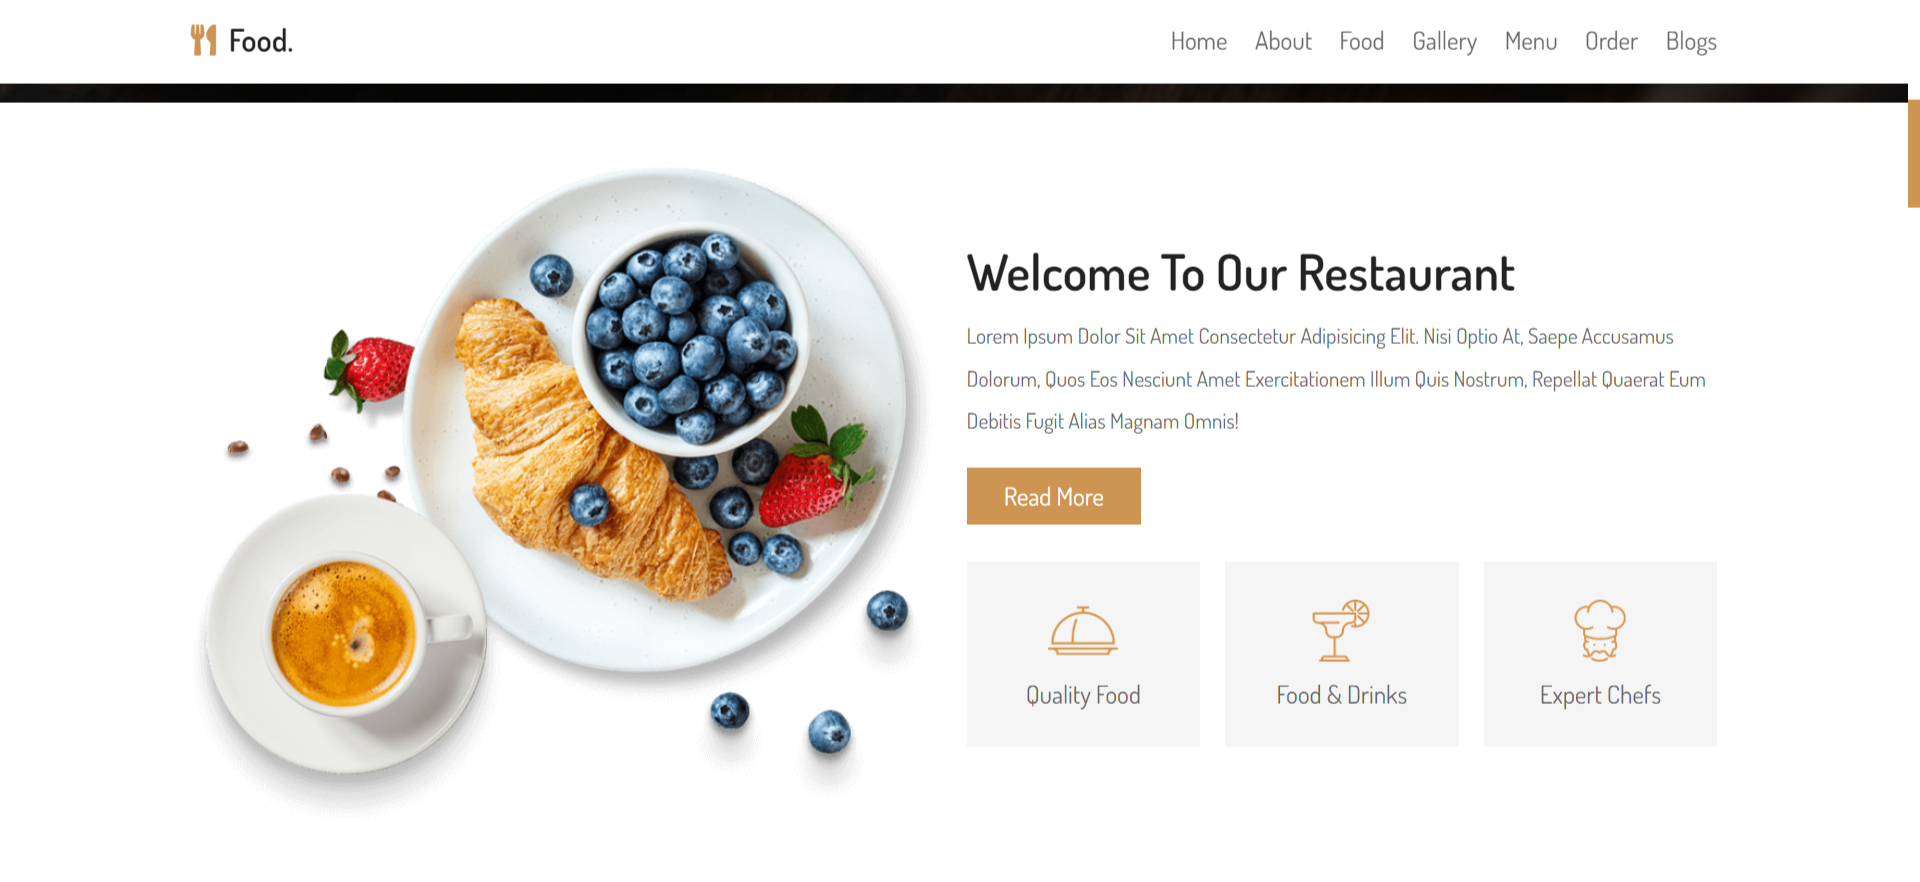 Food.
Home About Food Gallery Menu Order Blogs
Welcome To Our Restaurant
Lorem Ipsum Dolor Sit Amet Consectetur Adipisicing Elit. Nisi Optio At, Saepe Accusamus
Dolorum, Quos Eos Nesciunt Amet Exercitationem Illum Quis Nostrum, Repellat Quaerat Eum
Debitis Fugit Alias Magnam Omnis!
Read More
Quality Food
Food & Drinks
Expert Chefs